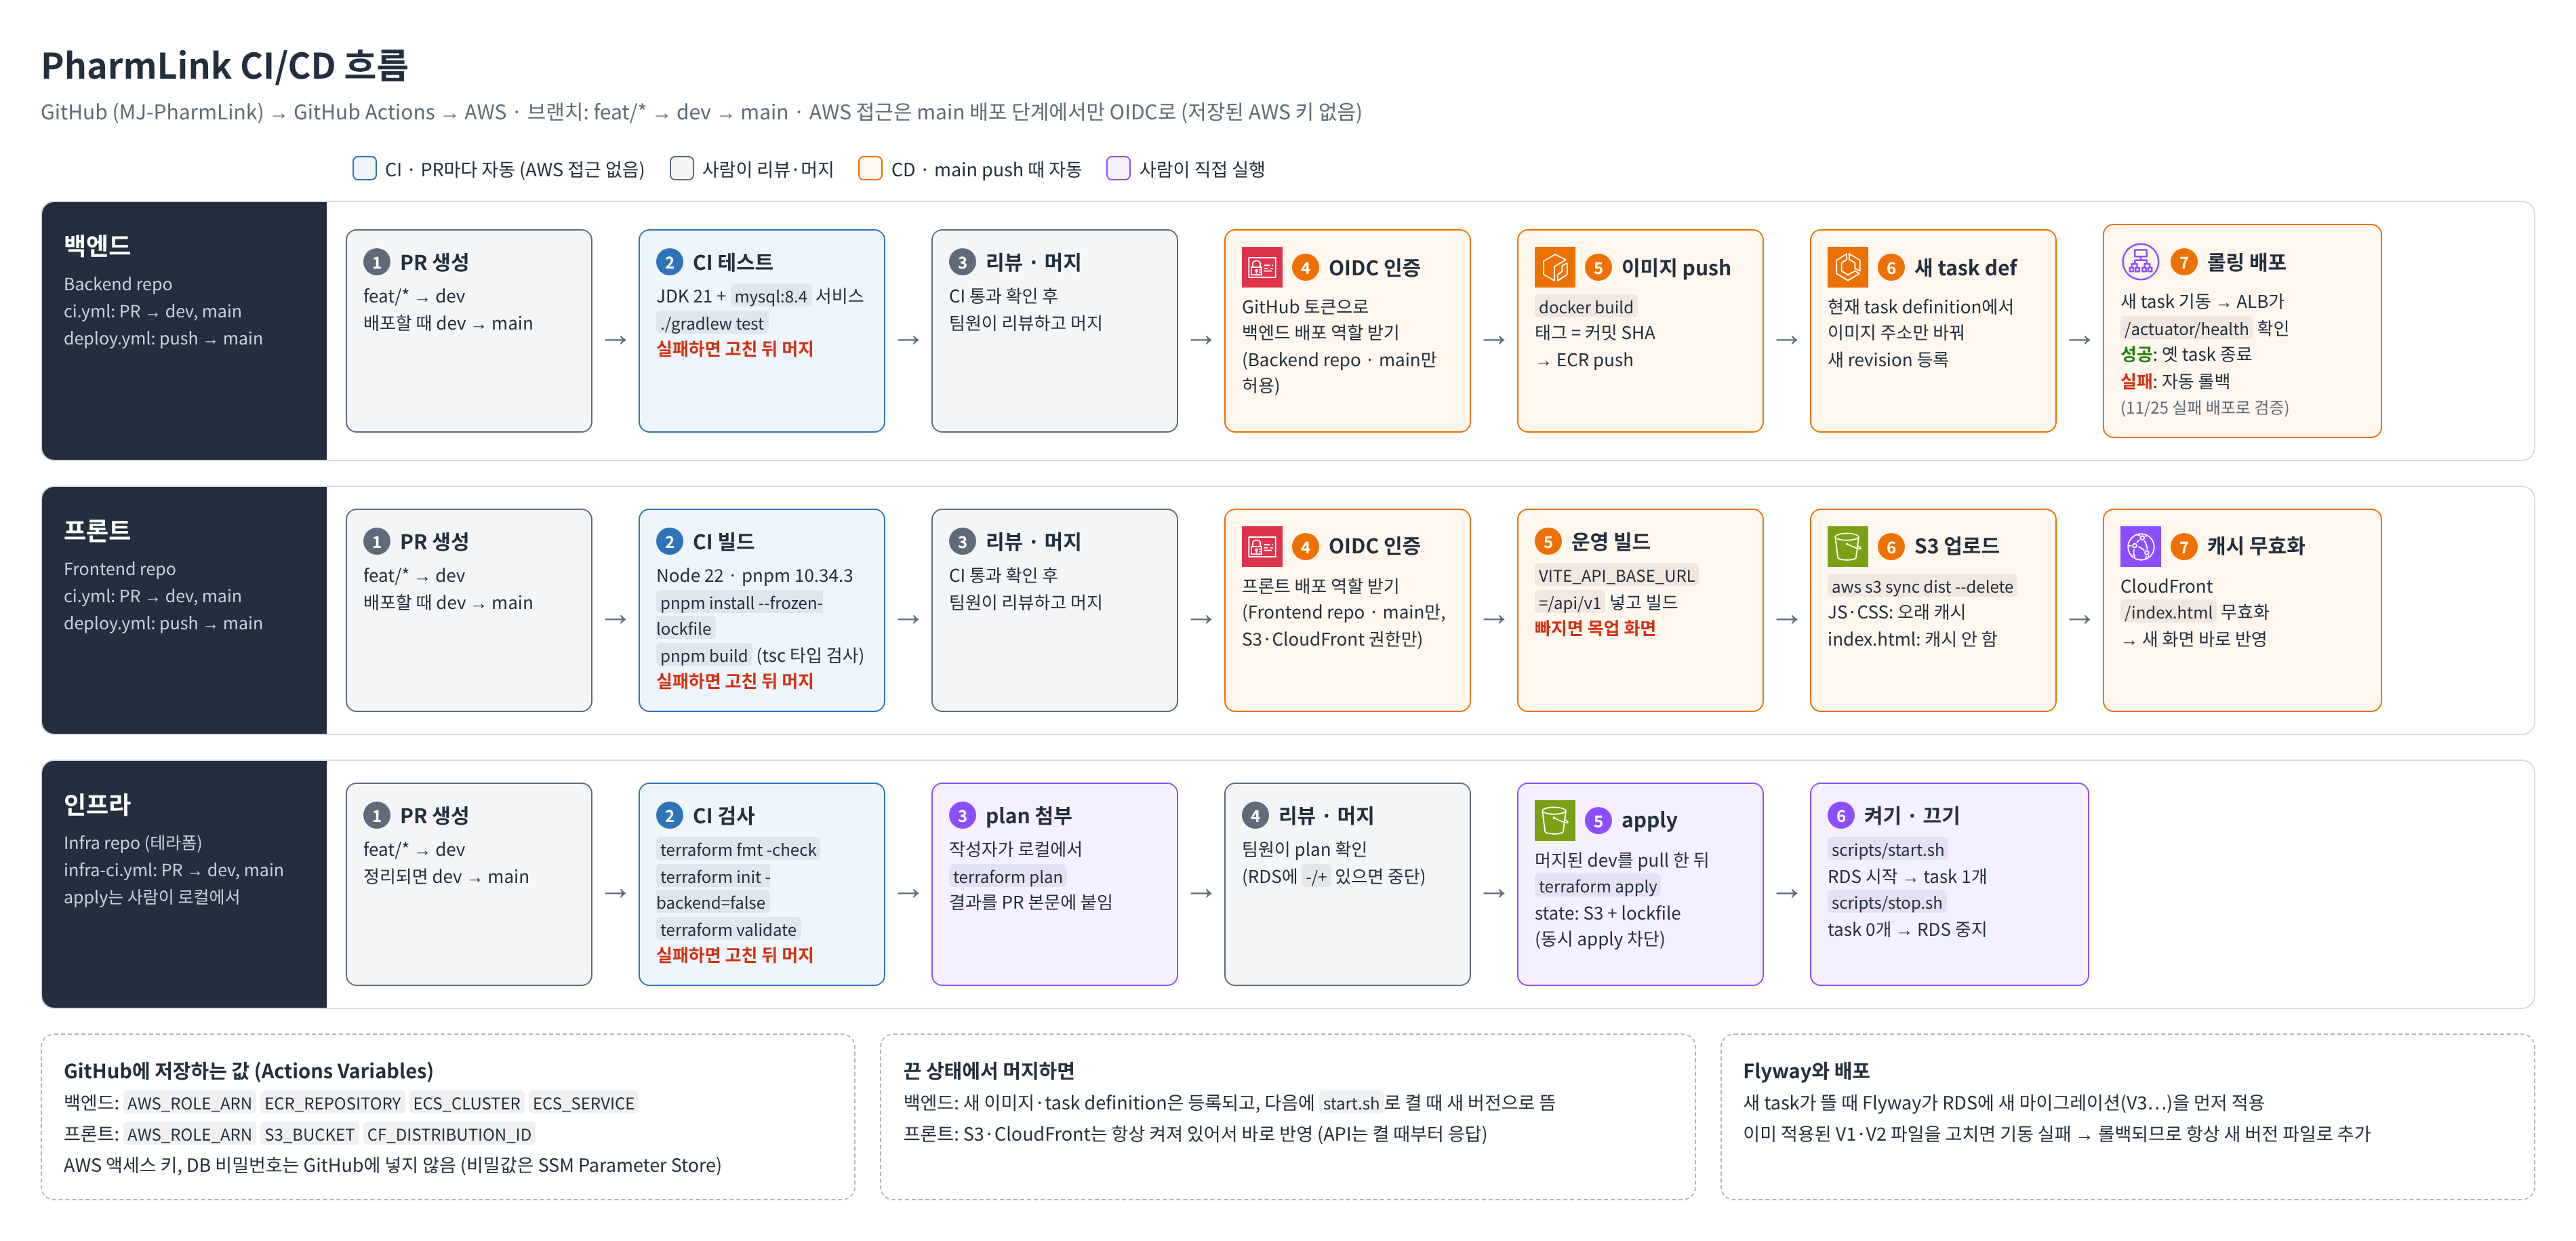 PharmLink CI/CD 흐름
GitHub (MJ-PharmLink) → GitHub Actions → AWS · 브랜치: feat/* → dev → main · AWS 접근은 main 배포 단계에서만 OIDC로 (저장된 AWS 키 없음)
CI · PR마다 자동 (AWS 접근 없음)
사람이 리뷰·머지
CD · main push 때 자동
사람이 직접 실행
백엔드
Backend repo
ci.yml: PR → dev, main
deploy.yml: push → main
1 PR 생성
feat/* → dev
배포할 때 dev → main
→
2 CI 테스트
JDK 21 + mysql:8.4 서비스
./gradlew test
실패하면 고친 뒤 머지
→
3 리뷰 · 머지
CI 통과 확인 후
팀원이 리뷰하고 머지
→
4 OIDC 인증
GitHub 토큰으로
백엔드 배포 역할 받기
(Backend repo · main만
허용)
→
5 이미지 push
docker build
태그 = 커밋 SHA
→ ECR push
→
6 새 task def
현재 task definition에서
이미지 주소만 바꿔
새 revision 등록
→
7 롤링 배포
새 task 기동 → ALB가
/actuator/health 확인
성공: 옛 task 종료
실패: 자동 롤백
(11/25 실패 배포로 검증)
프론트
Frontend repo
ci.yml: PR → dev, main
deploy.yml: push → main
1 PR 생성
feat/* → dev
배포할 때 dev → main
→
2 CI 빌드
Node 22 · pnpm 10.34.3
pnpm install --frozen-
lockfile
pnpm build (tsc 타입 검사)
실패하면 고친 뒤 머지
→
3 리뷰 · 머지
CI 통과 확인 후
팀원이 리뷰하고 머지
→
4 OIDC 인증
프론트 배포 역할 받기
(Frontend repo · main만,
S3·CloudFront 권한만)
→
5 운영 빌드
VITE_API_BASE_URL
=/api/v1 넣고 빌드
빠지면 목업 화면
→
6 S3 업로드
aws s3 sync dist --delete
JS·CSS: 오래 캐시
index.html: 캐시 안 함
→
7 캐시 무효화
CloudFront
/index.html 무효화
→ 새 화면 바로 반영
인프라
Infra repo (테라폼)
infra-ci.yml: PR → dev, main
apply는 사람이 로컬에서
1 PR 생성
feat/* → dev
정리되면 dev → main
→
2 CI 검사
terraform fmt -check
terraform init -
backend=false
terraform validate
실패하면 고친 뒤 머지
→
3 plan 첨부
작성자가 로컬에서
terraform plan
결과를 PR 본문에 붙임
→
4 리뷰 · 머지
팀원이 plan 확인
(RDS에 -/+ 있으면 중단)
→
5 apply
머지된 dev를 pull 한 뒤
terraform apply
state: S3 + lockfile
(동시 apply 차단)
→
6 켜기 · 끄기
scripts/start.sh
RDS 시작 → task 1개
scripts/stop.sh
task 0개 → RDS 중지
GitHub에 저장하는 값 (Actions Variables)
백엔드: AWS_ROLE_ARN ECR_REPOSITORY ECS_CLUSTER ECS_SERVICE
프론트: AWS_ROLE_ARN S3_BUCKET CF_DISTRIBUTION_ID
AWS 액세스 키, DB 비밀번호는 GitHub에 넣지 않음 (비밀값은 SSM Parameter Store)
끈 상태에서 머지하면
백엔드: 새 이미지·task definition은 등록되고, 다음에 start.sh로 켤 때 새 버전으로 뜸
프론트: S3·CloudFront는 항상 켜져 있어서 바로 반영 (API는 켤 때부터 응답)
Flyway와 배포
새 task가 뜰 때 Flyway가 RDS에 새 마이그레이션(V3…)을 먼저 적용
이미 적용된 V1·V2 파일을 고치면 기동 실패 → 롤백되므로 항상 새 버전 파일로 추가